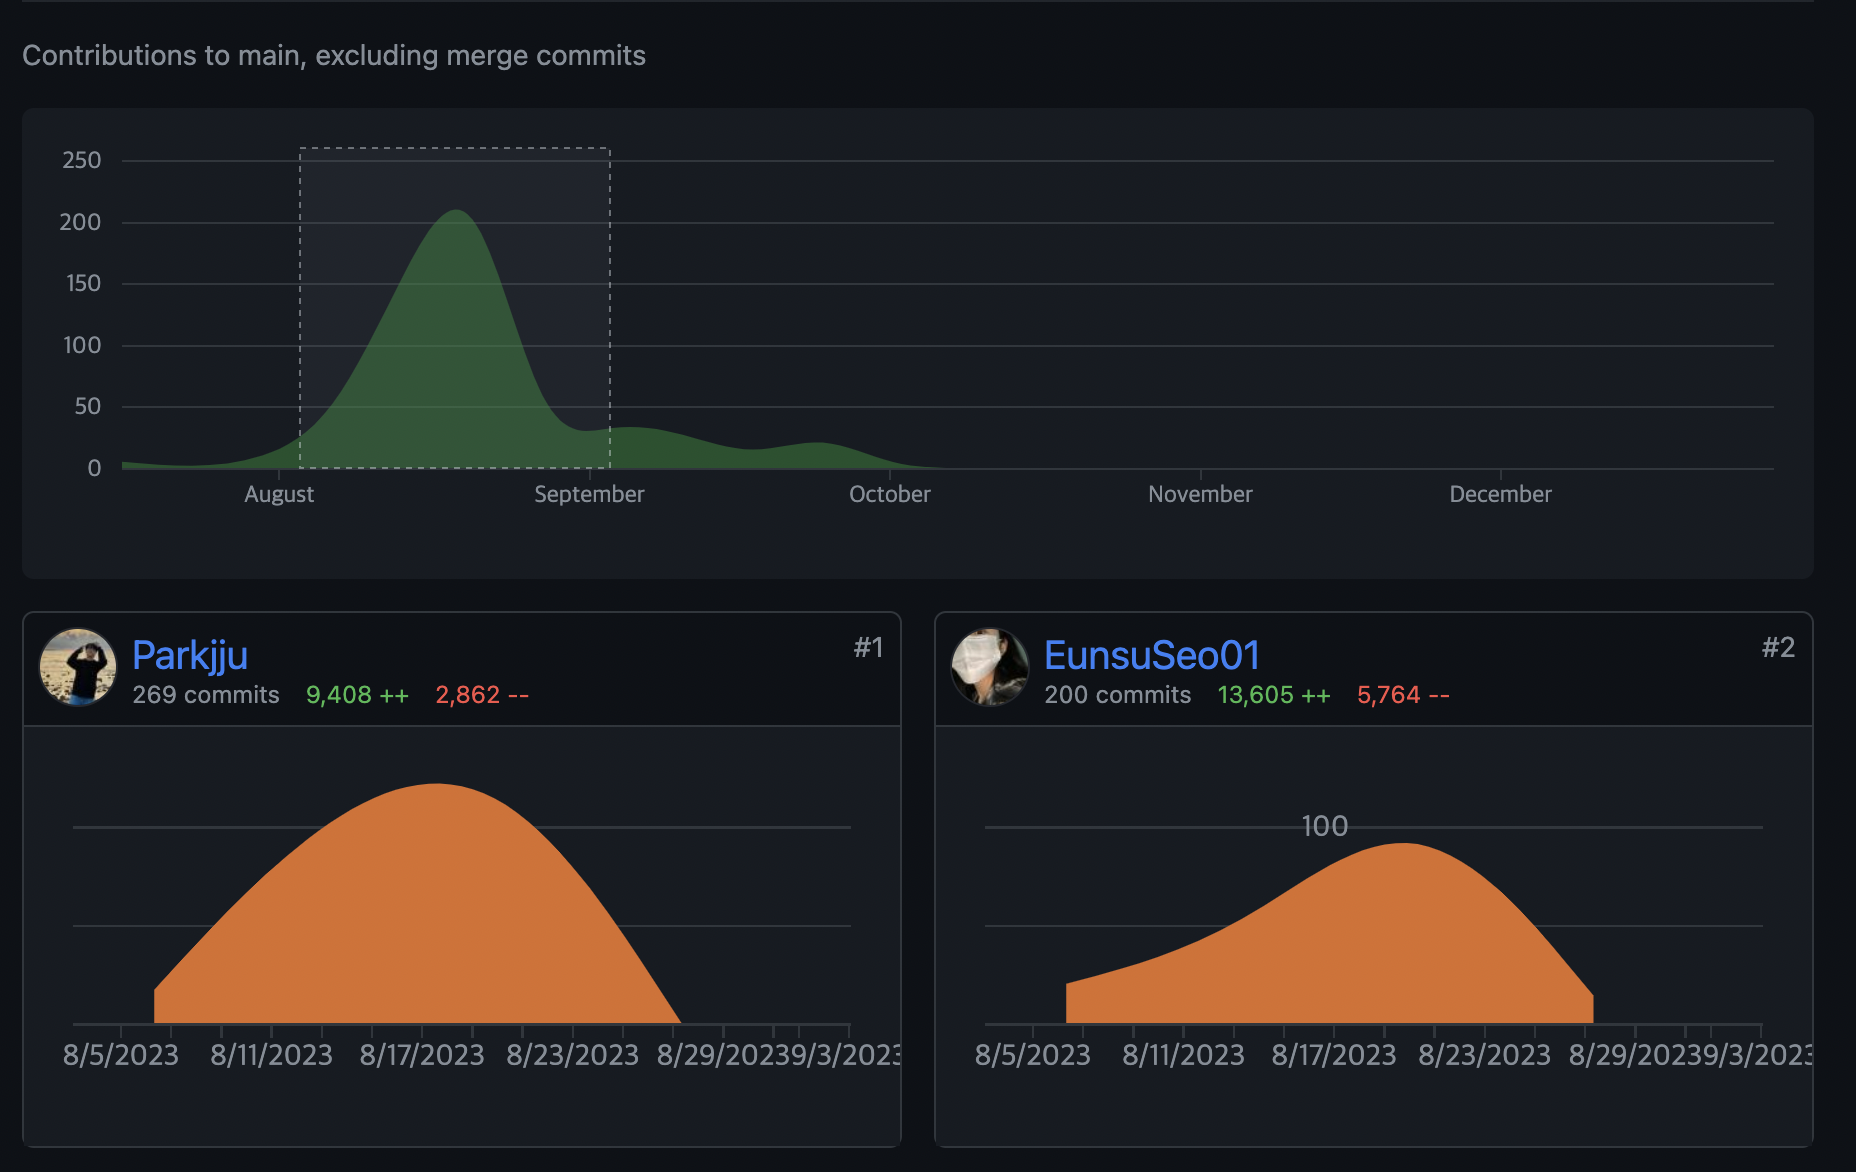 Contributions to main, excluding merge commits
250
200
150
100
50
0
August September October November December
Parkjju #1
269 commits 9,408 ++ 2,862 --
8/5/2023 8/11/2023 8/17/2023 8/23/2023 8/29/2023 9/3/2023
EunsuSeo01 #2
200 commits 13,605 ++ 5,764 --
100
8/5/2023 8/11/2023 8/17/2023 8/23/2023 8/29/2023 9/3/2023